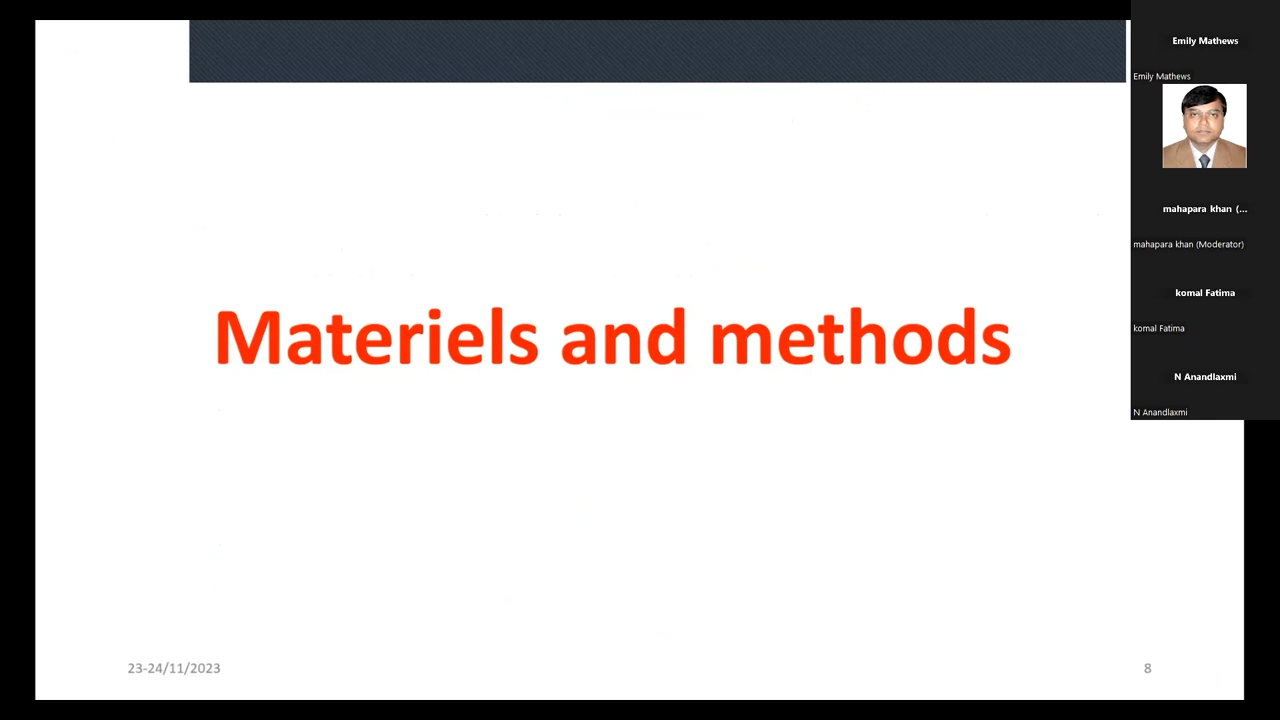 Emily Mathews
Emily Mathews
mahapara khan (...
mahapara khan (Moderator)
komal Fatima
komal Fatima
N Anandlaxmi
N Anandlaxmi
Materiels and methods
23-24/11/2023
8